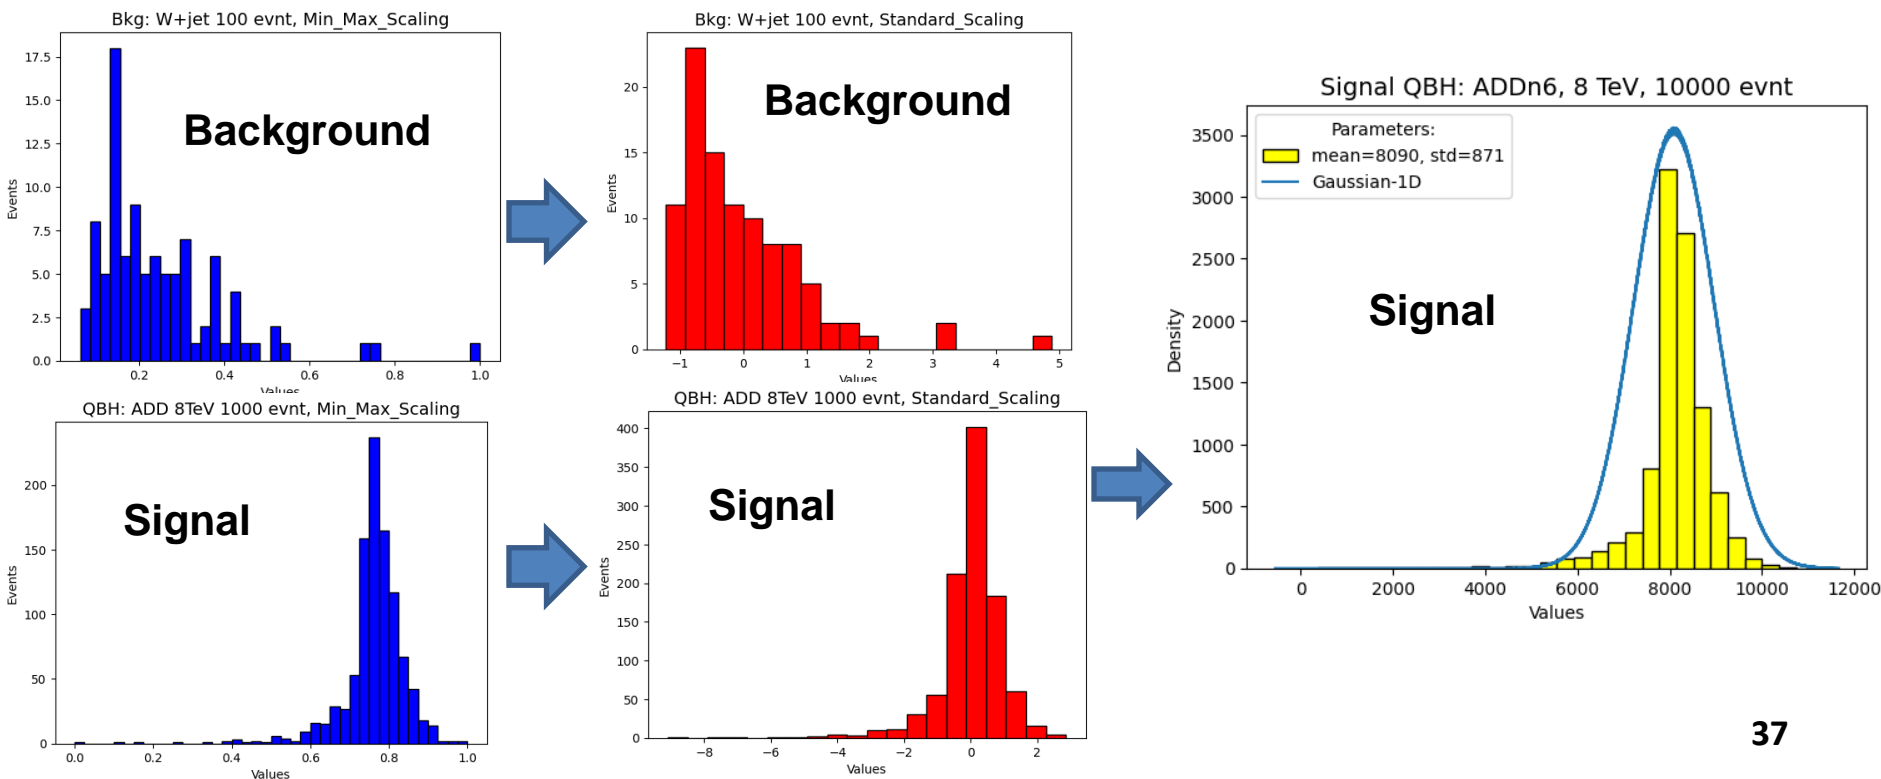 Bkg: W+jet 100 evnt, Min_Max_Scaling
17.5
15.0
12.5
10.0
7.5
5.0
2.5
0.0
Events
Background
0.2 0.4 0.6 0.8 1.0
Values
Bkg: W+jet 100 evnt, Standard_Scaling
20
15
10
5
0
Events
Background
−1 0 1 2 3 4 5
Values
QBH: ADD 8TeV 1000 evnt, Min_Max_Scaling
200
150
100
50
0
Events
Signal
0.0 0.2 0.4 0.6 0.8 1.0
Values
QBH: ADD 8TeV 1000 evnt, Standard_Scaling
400
350
300
250
200
150
100
50
0
Events
Signal
−8 −6 −4 −2 0 2
Values
Signal QBH: ADDn6, 8 TeV, 10000 evnt
Parameters:
mean=8090, std=871
Gaussian-1D
3500
3000
2500
2000
1500
1000
500
0
Density
Signal
0 2000 4000 6000 8000 10000 12000
Values
37